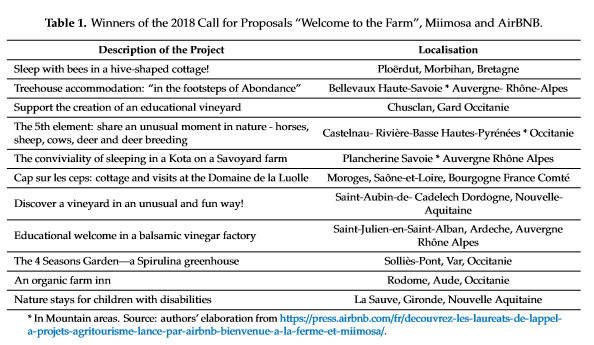 Table 1. Winners of the 2018 Call for Proposals “Welcome to the Farm”, Miimosa and AirBNB.
Description of the Project Localisation
Sleep with bees in a hive-shaped cottage! Ploërdut, Morbihan, Bretagne
Treehouse accommodation: “in the footsteps of Abondance” Bellevaux Haute-Savoie * Auvergne- Rhône-Alpes
Support the creation of an educational vineyard Chusclan, Gard Occitanie
The 5th element: share an unusual moment in nature - horses,
sheep, cows, deer and deer breeding
Castelnau- Rivière-Basse Hautes-Pyrénées * Occitanie
The conviviality of sleeping in a Kota on a Savoyard farm Plancherine Savoie * Auvergne Rhône Alpes
Cap sur les ceps: cottage and visits at the Domaine de la Luolle Moroges, Saône-et-Loire, Bourgogne France Comté
Discover a vineyard in an unusual and fun way!
Saint-Aubin-de- Cadelech Dordogne, Nouvelle-
Aquitaine
Educational welcome in a balsamic vinegar factory
Saint-Julien-en-Saint-Alban, Ardeche, Auvergne
Rhône Alpes
The 4 Seasons Garden—a Spirulina greenhouse Solliès-Pont, Var, Occitanie
An organic farm inn Rodome, Aude, Occitanie
Nature stays for children with disabilities La Sauve, Gironde, Nouvelle Aquitaine
* In Mountain areas. Source: authors’ elaboration from https://press.airbnb.com/fr/decouvrez-les-laureats-de-lappel-
a-projets-agritourisme-lance-par-airbnb-bienvenue-a-la-ferme-et-miimosa/.